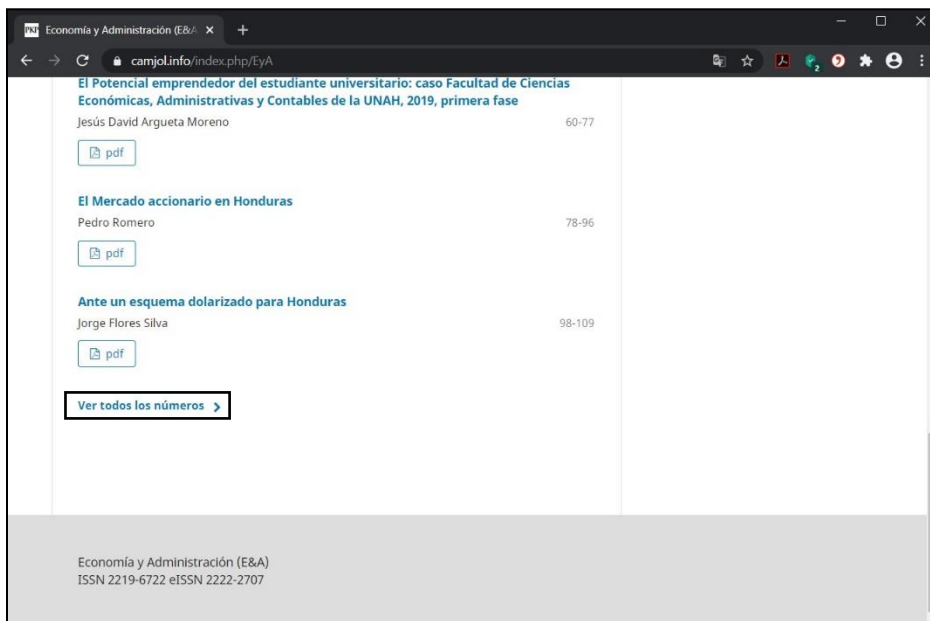 PKP Economía y Administración (E&A
camjol.info/index.php/EyA
2
El Potencial emprendedor del estudiante universitario: caso Facultad de Ciencias
Económicas, Administrativas y Contables de la UNAH, 2019, primera fase
Jesús David Argueta Moreno 60-77
pdf
El Mercado accionario en Honduras
Pedro Romero 78-96
pdf
Ante un esquema dolarizado para Honduras
Jorge Flores Silva 98-109
pdf
Ver todos los números
Economía y Administración (E&A)
ISSN 2219-6722 eISSN 2222-2707